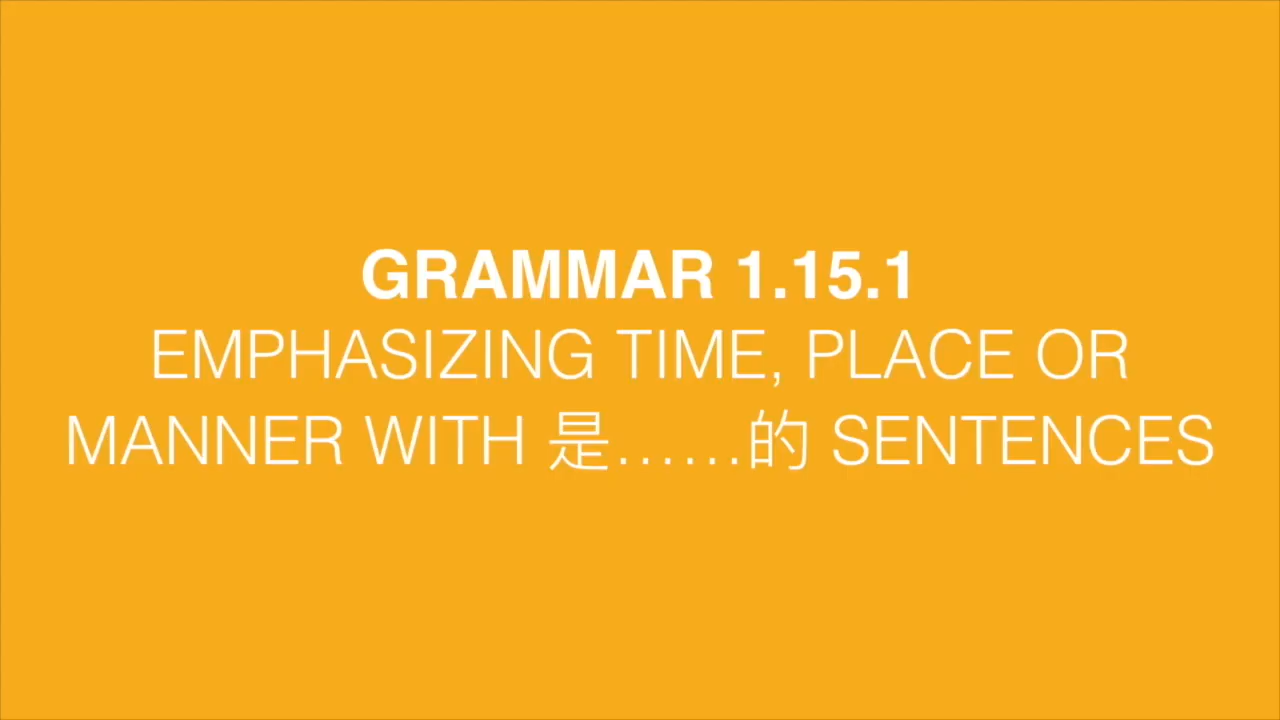 GRAMMAR 1.15.1
EMPHASIZING TIME, PLACE OR
MANNER WITH 是……的 SENTENCES